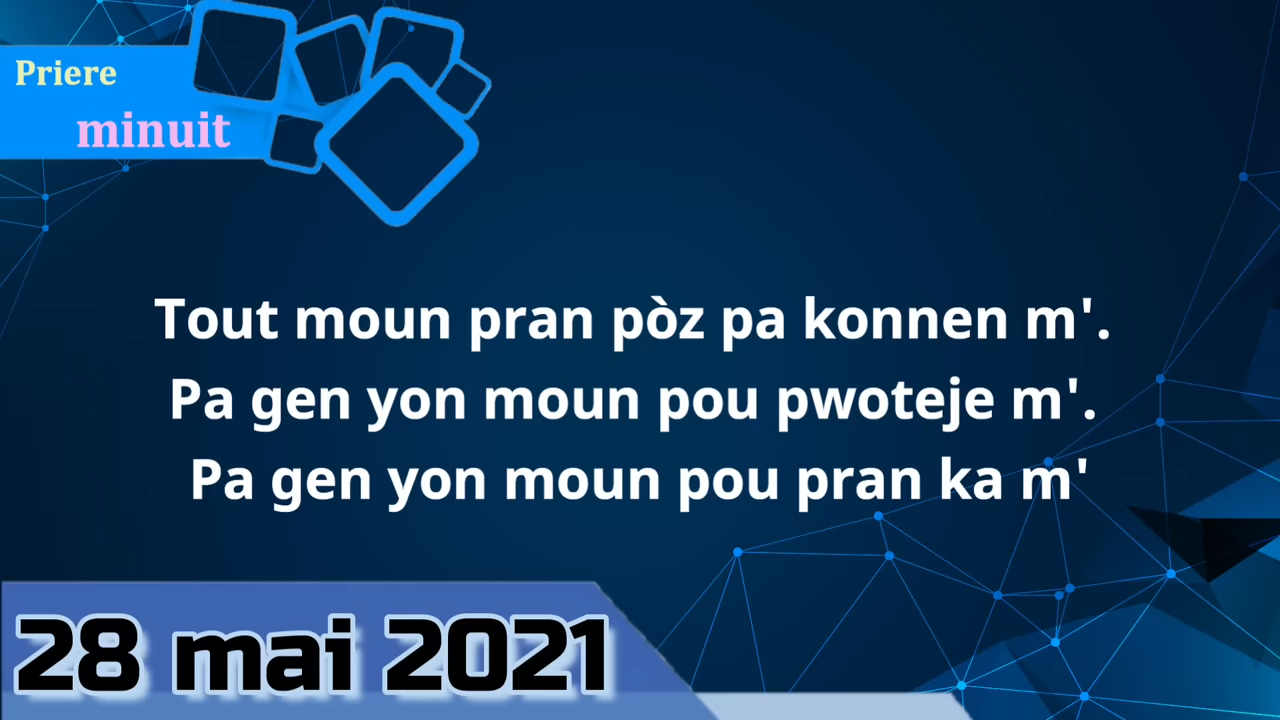 Priere
minuit
Tout moun pran pòz pa konnen m'.
Pa gen yon moun pou pwoteje m'.
Pa gen yon moun pou pran ka m'
28 mai 2021